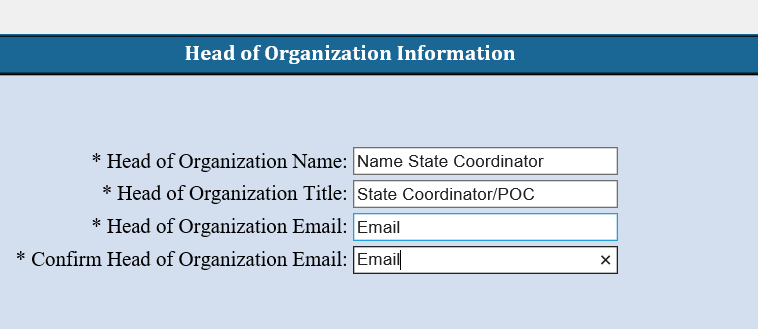 Head of Organization Information
* Head of Organization Name: Name State Coordinator
* Head of Organization Title: State Coordinator/POC
* Head of Organization Email: Email
* Confirm Head of Organization Email: Email ×